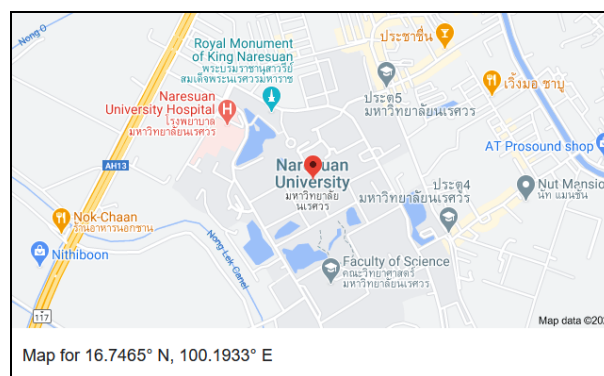 Nong O
Royal Monument
of King Naresuan
พระบรมราชานุสาวรีย์
สมเด็จพระนเรศวรมหาราช
ประชาชื่น
Naresuan
University Hospital
โรงพยาบาล
มหาวิทยาลัยนเรศวร
ประตู5
มหาวิทยาลัยนเรศวร
เวิ้งมอ ชาบู
AT Prosound shop
AH13
Naresuan
University
มหาวิทยาลัย
นเรศวร
ประตู4
มหาวิทยาลัยนเรศวร
Nut Mansion
นัท แมนชั่น
Nok-Chaan
ร้านอาหารนอกชาน
Nithiboon
Nong Lek Canel
Faculty of Science
คณะวิทยาศาสตร์
มหาวิทยาลัยนเรศวร
117
Map data ©202
Map for 16.7465° N, 100.1933° E